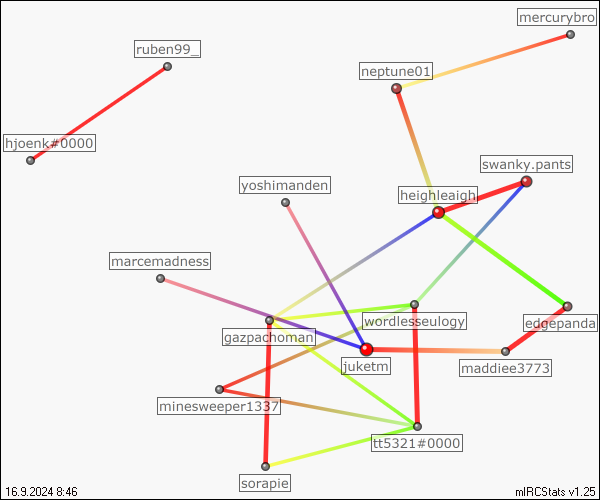 mercurybro
ruben99_
neptune01
hjoenk#0000
swanky.pants
yoshimanden
heighleaigh
marcemadness
wordlesseulogy
edgepanda
gazpachoman
juketm
maddiee3773
minesweeper1337
tt5321#0000
sorapie
16.9.2024 8:46
mIRCStats v1.25